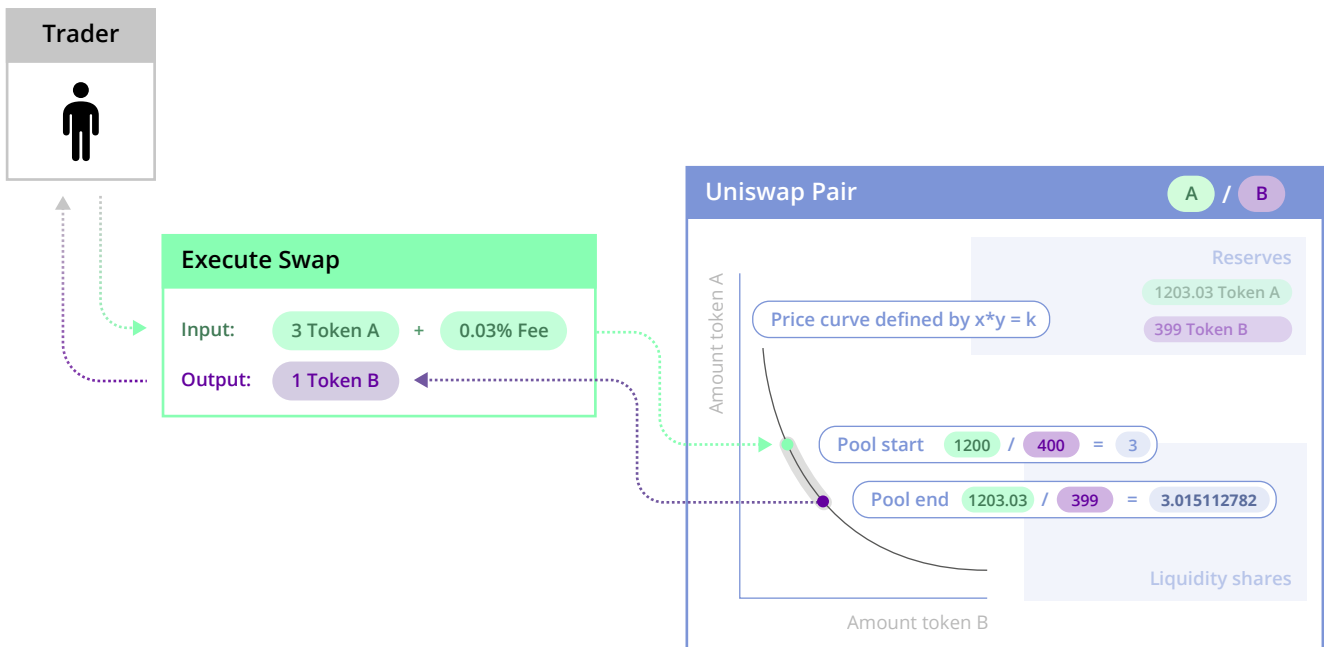 Trader
Uniswap Pair A / B
Execute Swap
Input: 3 Token A + 0.03% Fee
Output: 1 Token B
Reserves
1203.03 Token A
399 Token B
Amount token A
Price curve defined by x*y = k
Pool start 1200 / 400 = 3
Pool end 1203.03 / 399 = 3.015112782
Liquidity shares
Amount token B